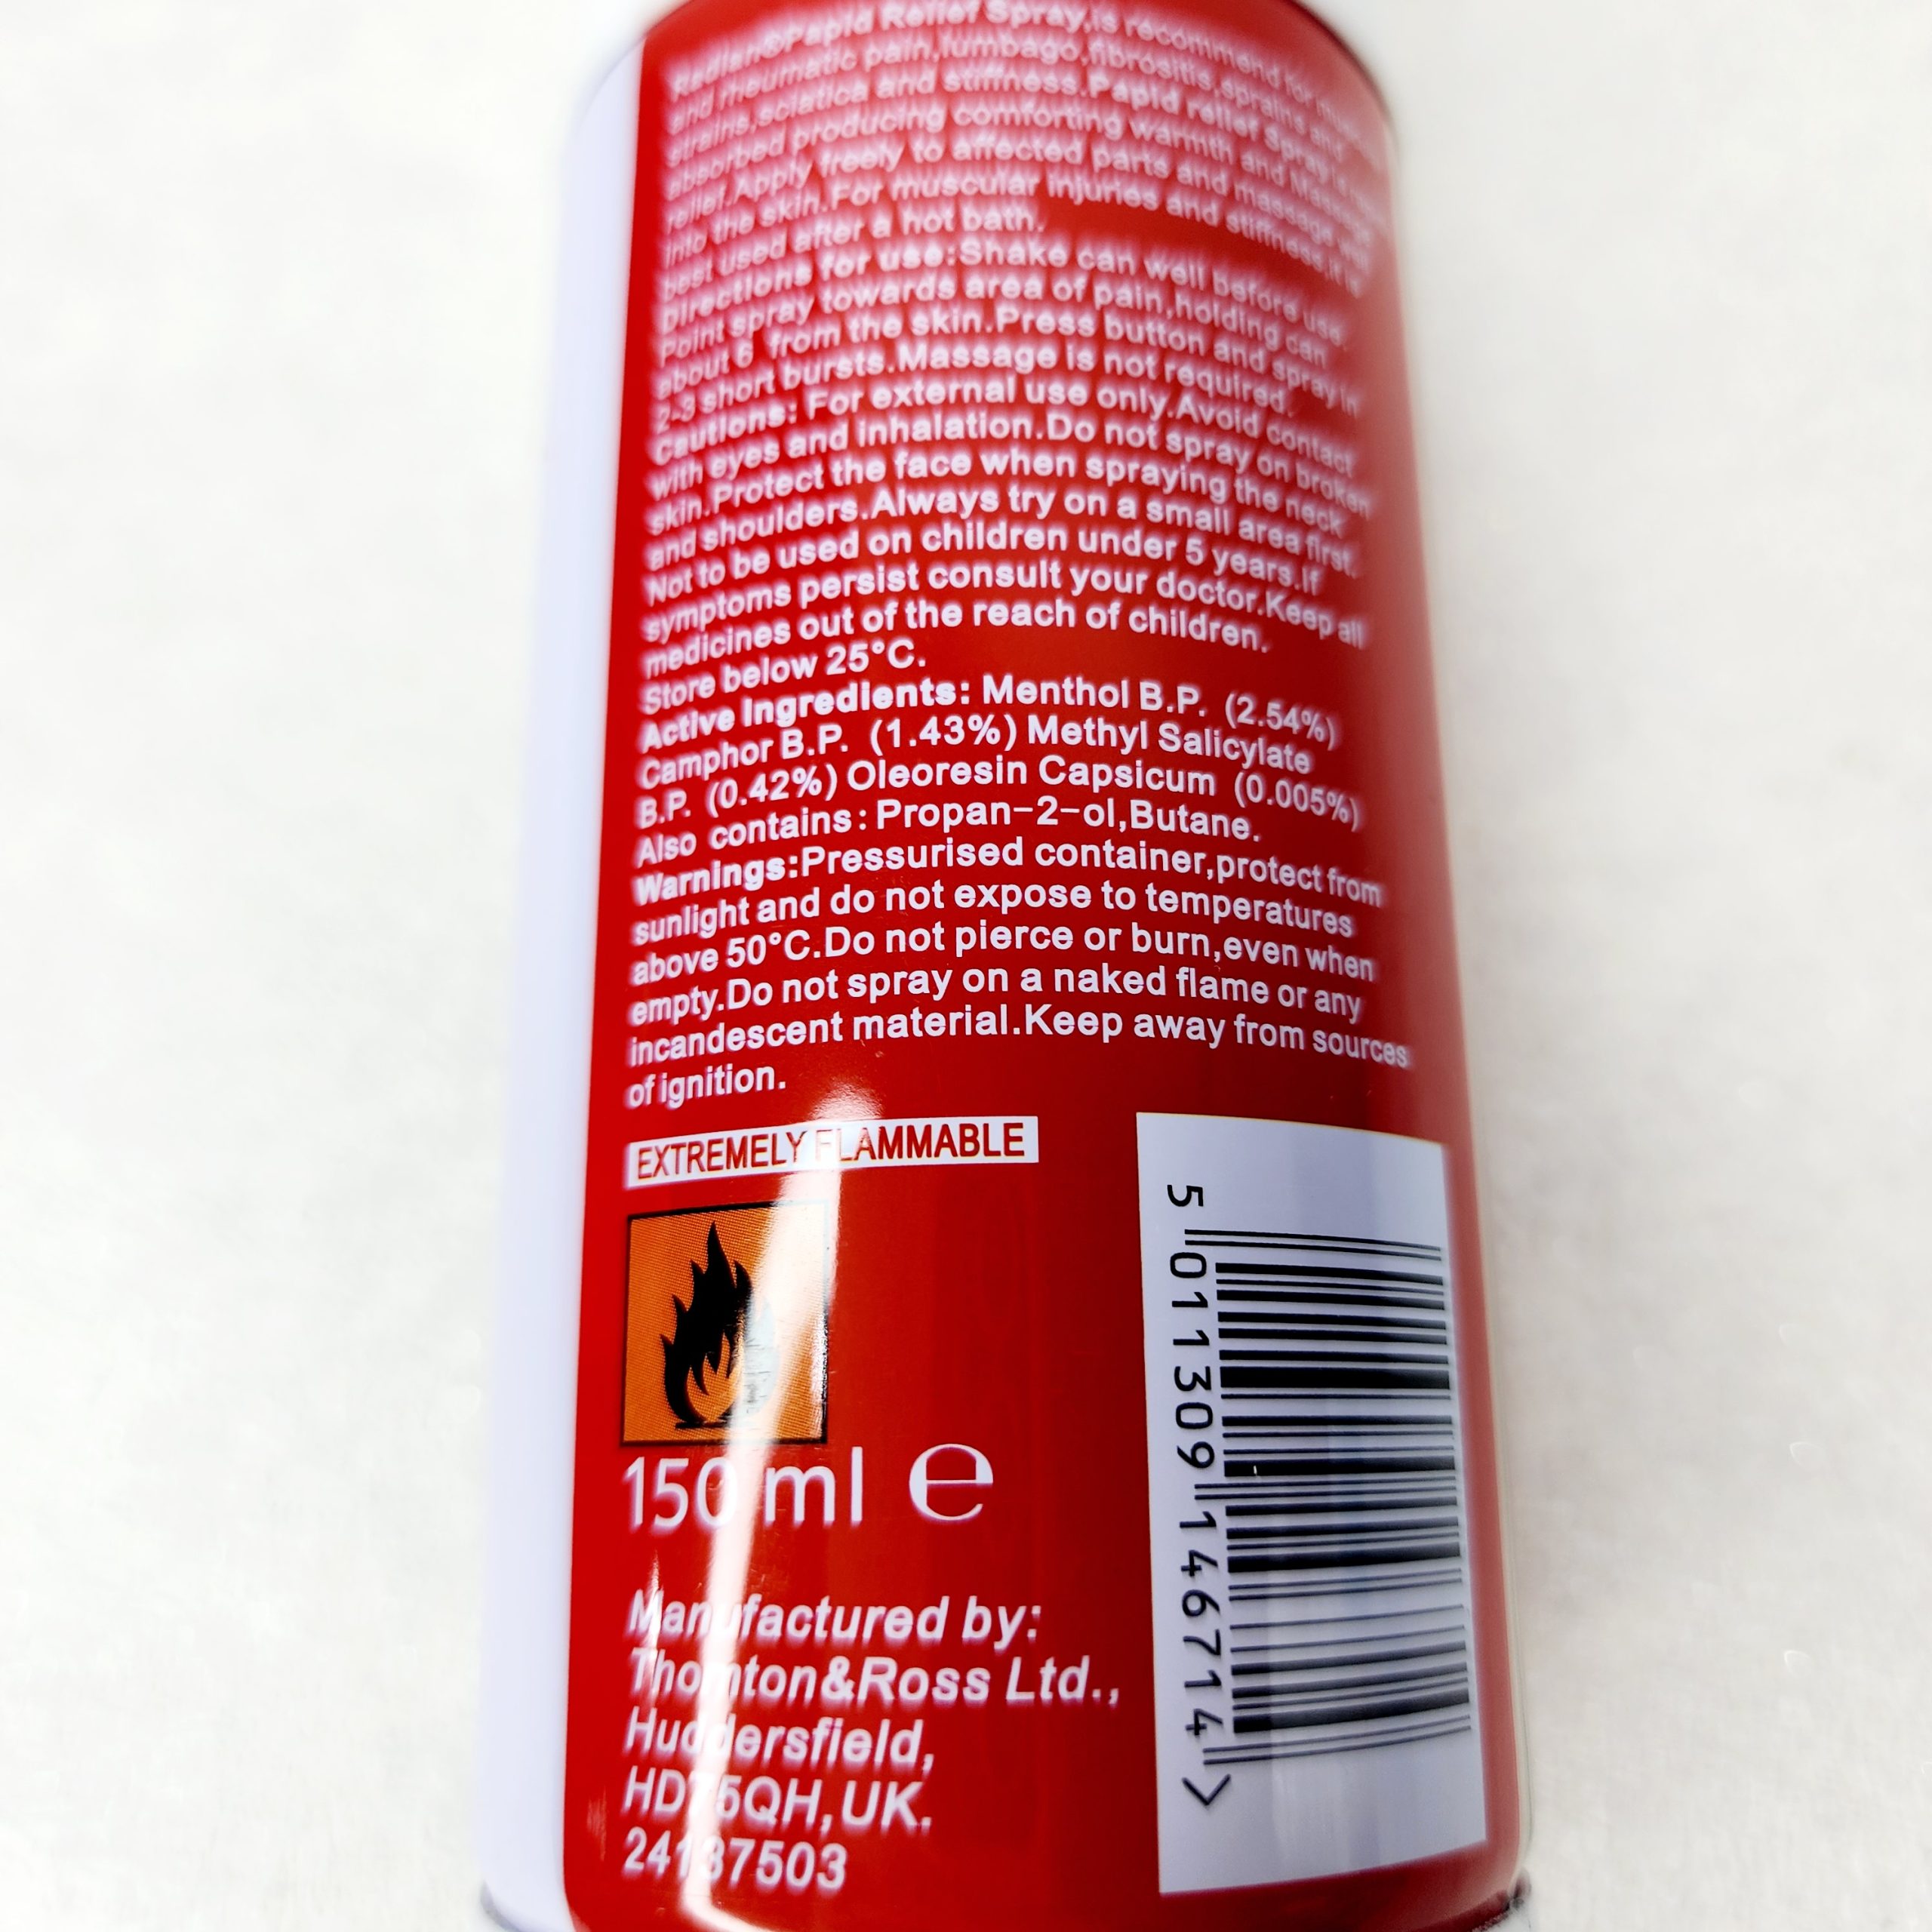 Spray,is recommend for
and rheumatic pain,lumbago,fibrositis,sprains and
strains,sciatica and stiffness.Papid relief Spray
absorbed producing comforting warmth and
relief.Apply freely to affected parts and massage
into the skin.For muscular injuries and stiffness,it is
best used after a hot bath.
Directions for use:Shake can well before use.
Point spray towards area of pain,holding can
about 6 from the skin.Press button and spray in
2-3 short bursts.Massage is not required.
Cautions: For external use only.Avoid contact
with eyes and inhalation.Do not spray on broken
skin.Protect the face when spraying the neck
and shoulders.Always try on a small area first.
Not to be used on children under 5 years.If
symptoms persist consult your doctor.Keep all
medicines out of the reach of children.
Store below 25°C.
Active Ingredients: Menthol B.P. (2.54%)
Camphor B.P. (1.43%) Methyl Salicylate
B.P. (0.42%) Oleoresin Capsicum (0.005%)
Also contains: Propan-2-ol,Butane.
Warnings:Pressurised container,protect from
sunlight and do not expose to temperatures
above 50°C.Do not pierce or burn,even when
empty.Do not spray on a naked flame or any
incandescent material.Keep away from sources
of ignition.
EXTREMELY FLAMMABLE
150 ml e
Manufactured by:
Thornton&Ross Ltd.,
Huddersfield,
HD7 5QH,UK.
24187503
5 011309 146714 >